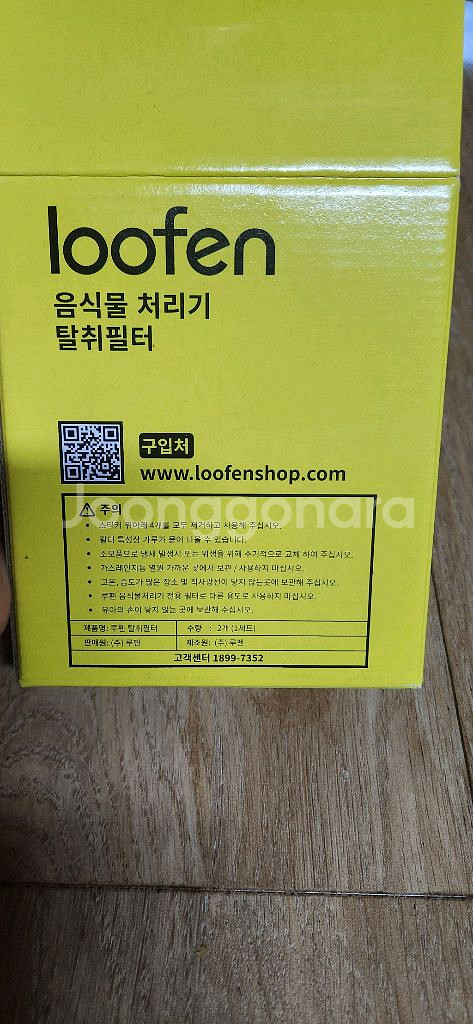 loofen
음식물 처리기
탈취필터
구입처
www.loofenshop.com
주의
• 스티커 위아래 4개를 모두 제거하고 사용해 주십시오.
• 필터 특성상 가루가 묻어 나올 수 있습니다.
• 소모품으로 냄새 발생시 또는 위생을 위해 주기적으로 교체 하여 주십시오.
• 가스레인지등 열원 가까운 곳에서 보관 / 사용하지 마십시오.
• 고온, 습도가 많은 장소 및 직사광선이 닿지 않는곳에 보관해 주십시오.
• 루펜 음식물처리기 전용 필터로 다른 용도로 사용하지 마십시오.
• 유아의 손이 닿지 않는 곳에 보관해 주십시오.
제품명: 루펜 탈취필터 수량 : 2개 (1세트)
판매원: (주) 루펜 제조원: (주) 루펜
고객센터 1899-7352
Joonggonara